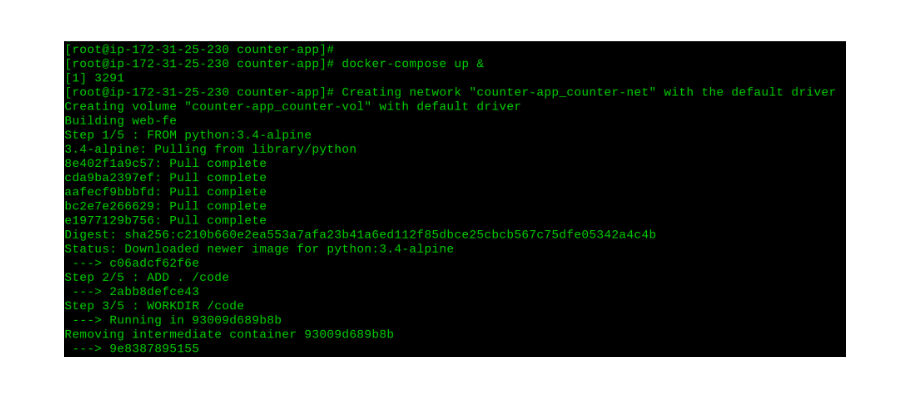 [root@ip-172-31-25-230 counter-app]#
[root@ip-172-31-25-230 counter-app]# docker-compose up &
[1] 3291
[root@ip-172-31-25-230 counter-app]# Creating network "counter-app_counter-net" with the default driver
Creating volume "counter-app_counter-vol" with default driver
Building web-fe
Step 1/5 : FROM python:3.4-alpine
3.4-alpine: Pulling from library/python
8e402f1a9c57: Pull complete
cda9ba2397ef: Pull complete
aafecf9bbbfd: Pull complete
bc2e7e266629: Pull complete
e1977129b756: Pull complete
Digest: sha256:c210b660e2ea553a7afa23b41a6ed112f85dbce25cbcb567c75dfe05342a4c4b
Status: Downloaded newer image for python:3.4-alpine
 ---> c06adcf62f6e
Step 2/5 : ADD . /code
 ---> 2abb8defce43
Step 3/5 : WORKDIR /code
 ---> Running in 93009d689b8b
Removing intermediate container 93009d689b8b
 ---> 9e8387895155